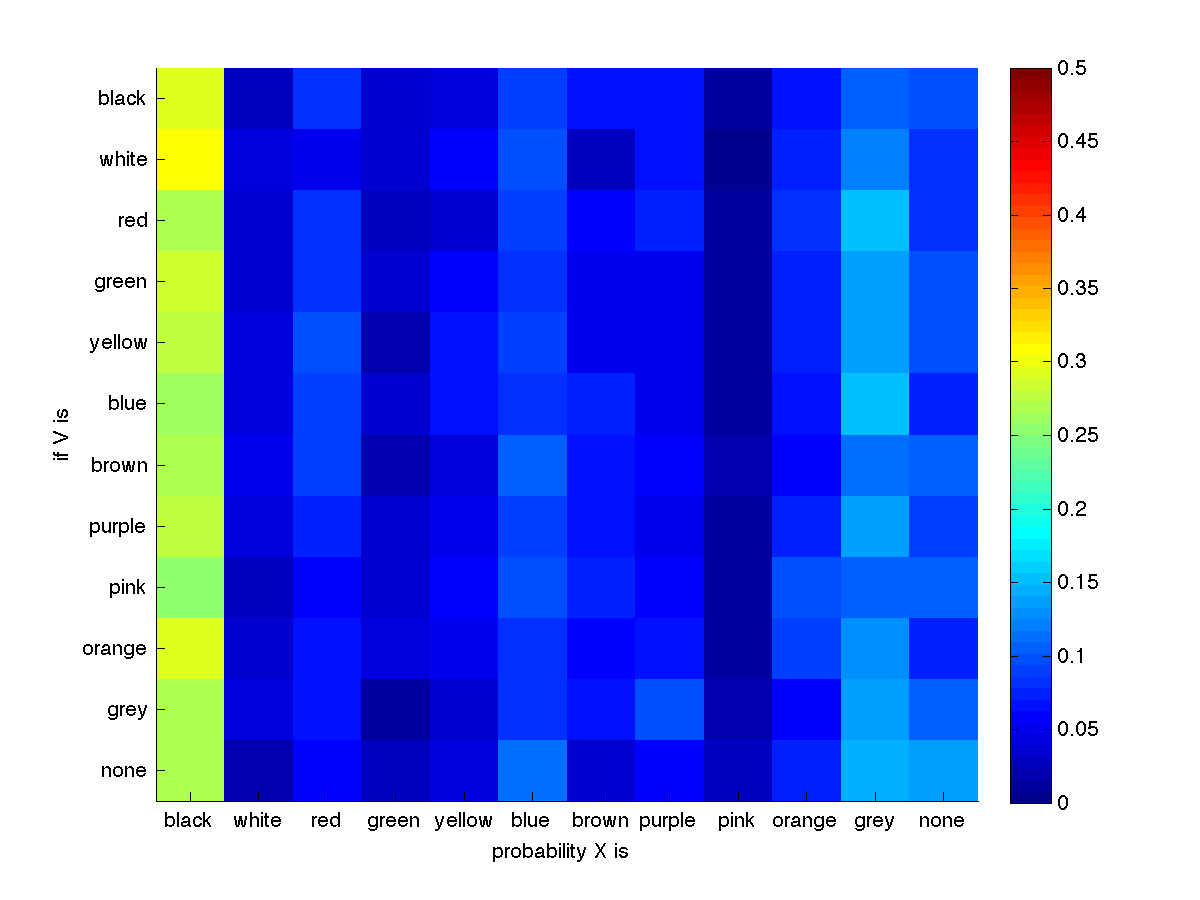 black
white
red
green
yellow
blue
brown
purple
pink
orange
grey
none
if V is
black white red green yellow blue brown purple pink orange grey none
probability X is
0.5
0.45
0.4
0.35
0.3
0.25
0.2
0.15
0.1
0.05
0